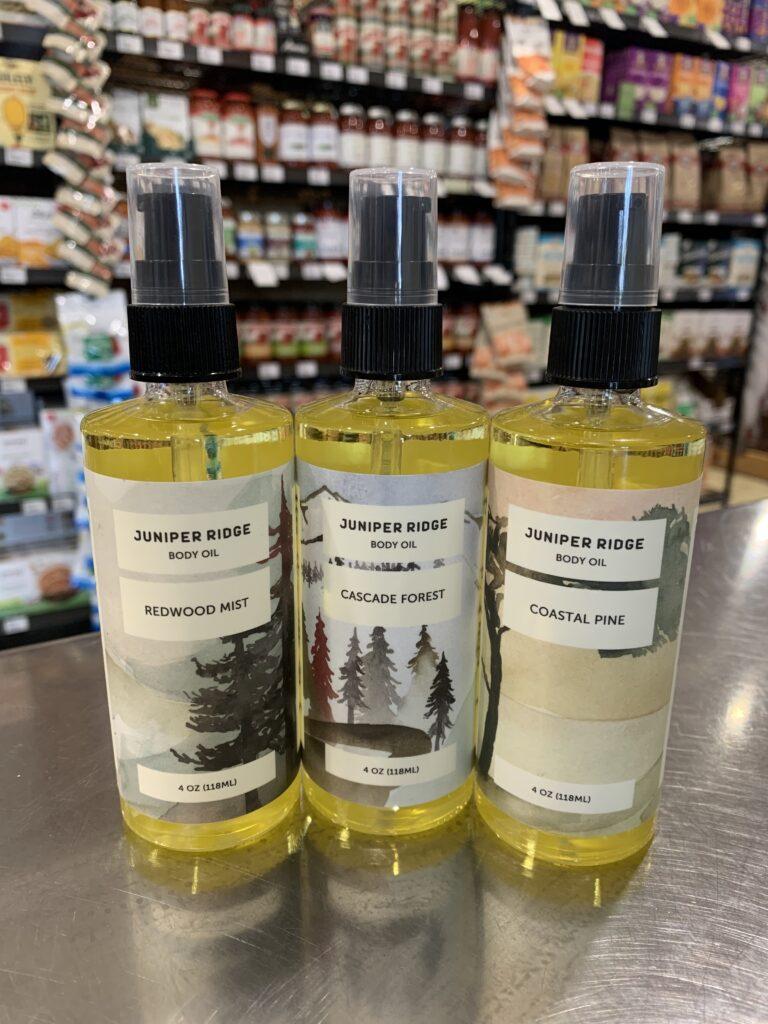 JUNIPER RIDGE
BODY OIL
REDWOOD MIST
4 OZ (118ML)
JUNIPER RIDGE
BODY OIL
CASCADE FOREST
4 OZ (118ML)
JUNIPER RIDGE
BODY OIL
COASTAL PINE
4 OZ (118ML)